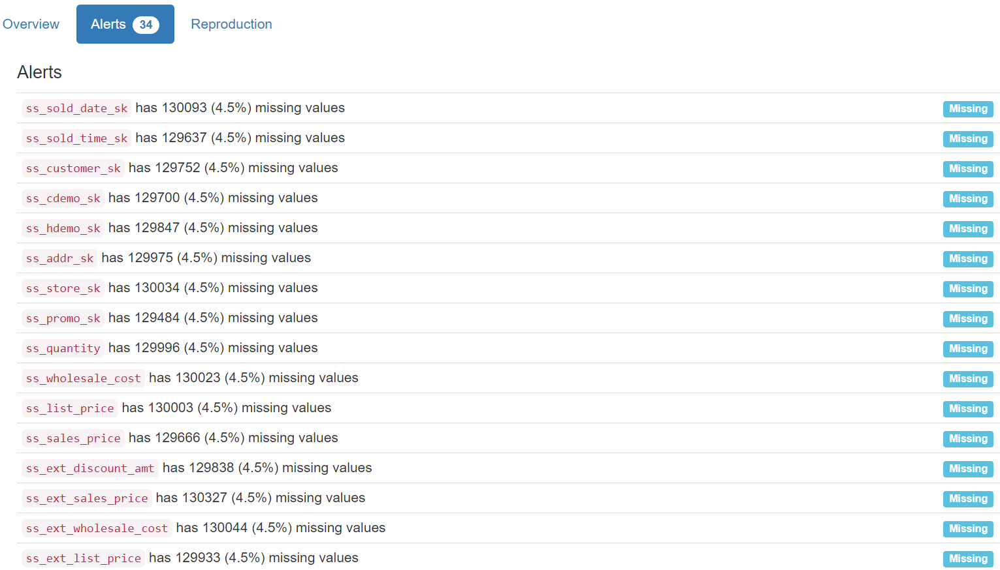 Overview Alerts 34 Reproduction
Alerts
ss_sold_date_sk has 130093 (4.5%) missing values Missing
ss_sold_time_sk has 129637 (4.5%) missing values Missing
ss_customer_sk has 129752 (4.5%) missing values Missing
ss_cdemo_sk has 129700 (4.5%) missing values Missing
ss_hdemo_sk has 129847 (4.5%) missing values Missing
ss_addr_sk has 129975 (4.5%) missing values Missing
ss_store_sk has 130034 (4.5%) missing values Missing
ss_promo_sk has 129484 (4.5%) missing values Missing
ss_quantity has 129996 (4.5%) missing values Missing
ss_wholesale_cost has 130023 (4.5%) missing values Missing
ss_list_price has 130003 (4.5%) missing values Missing
ss_sales_price has 129666 (4.5%) missing values Missing
ss_ext_discount_amt has 129838 (4.5%) missing values Missing
ss_ext_sales_price has 130327 (4.5%) missing values Missing
ss_ext_wholesale_cost has 130044 (4.5%) missing values Missing
ss_ext_list_price has 129933 (4.5%) missing values Missing